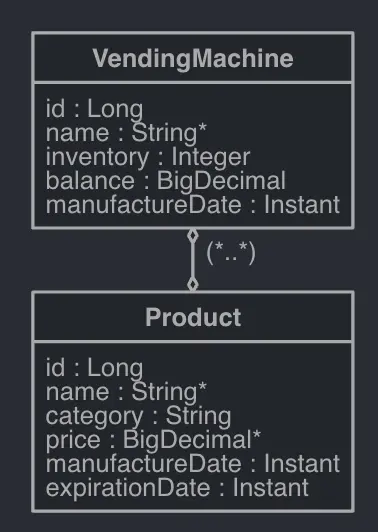 VendingMachine
id : Long
name : String*
inventory : Integer
balance : BigDecimal
manufactureDate : Instant
(*..*)
Product
id : Long
name : String*
category : String
price : BigDecimal*
manufactureDate : Instant
expirationDate : Instant